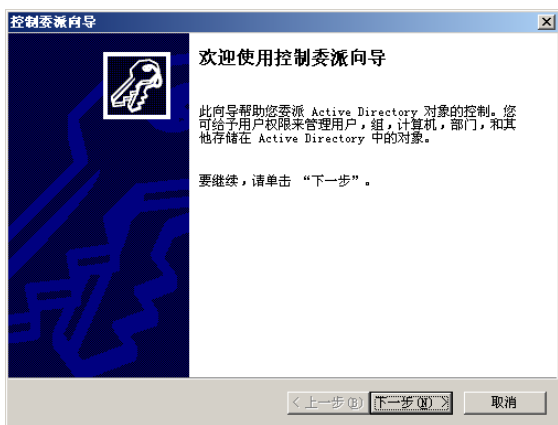 控制委派向导
欢迎使用控制委派向导
此向导帮助您委派 Active Directory 对象的控制。您
可给予用户权限来管理用户，组，计算机，部门，和其
他存储在 Active Directory 中的对象。
要继续，请单击 “下一步”。
< 上一步(B) 下一步(N) > 取消